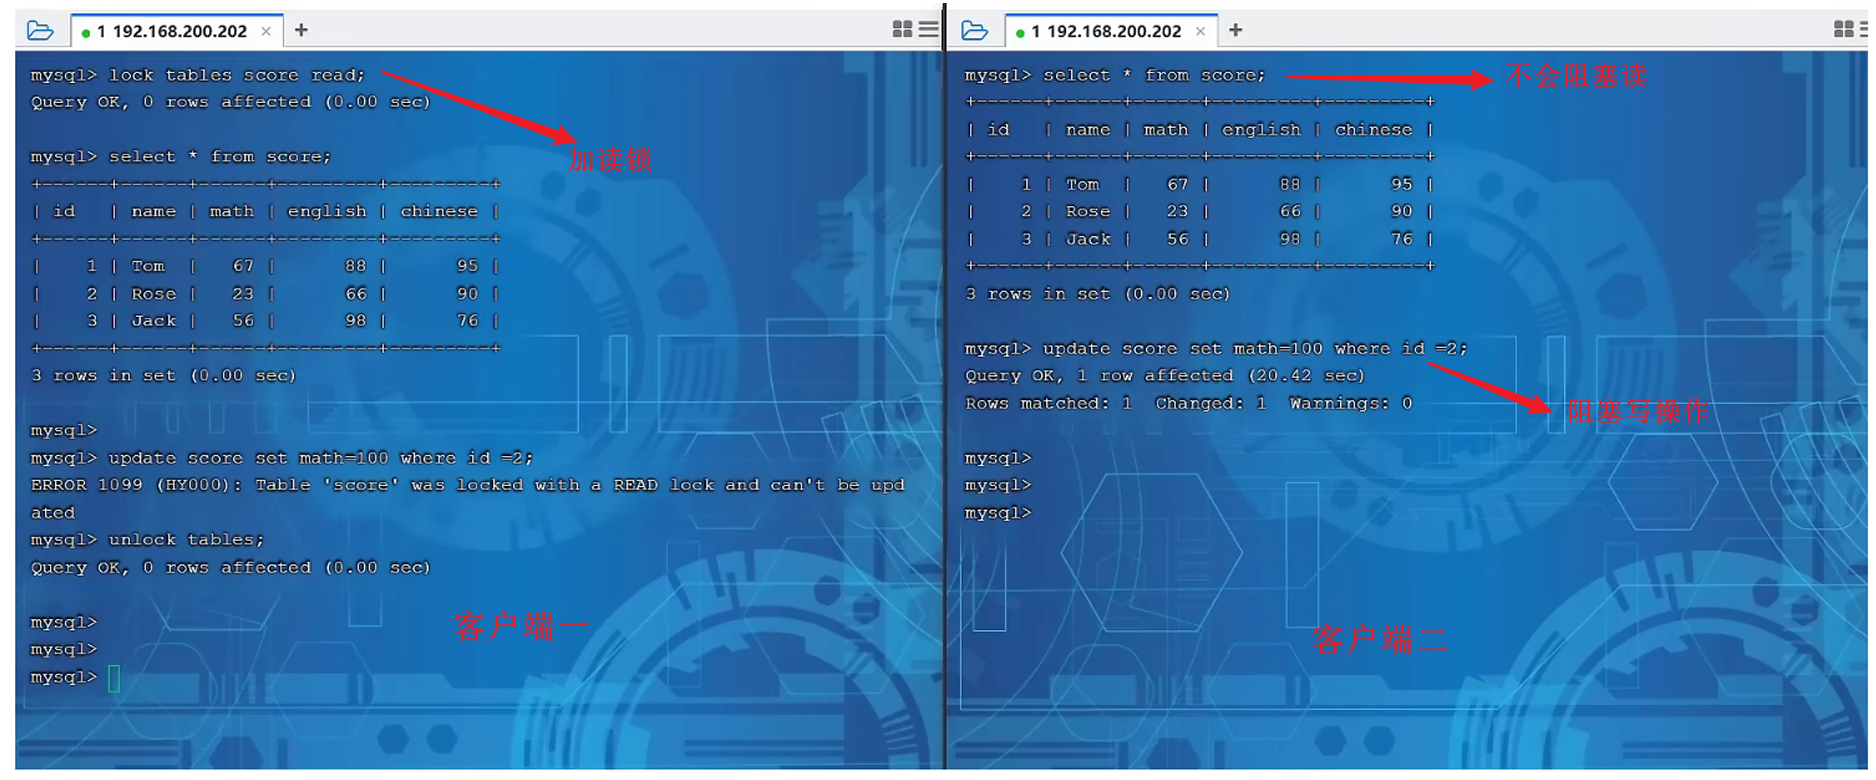 1 192.168.200.202 × +
mysql> lock tables score read;
Query OK, 0 rows affected (0.00 sec)
加读锁
mysql> select * from score;
+------+------+------+---------+---------+
| id   | name | math | english | chinese |
+------+------+------+---------+---------+
|    1 | Tom  |   67 |      88 |      95 |
|    2 | Rose |   23 |      66 |      90 |
|    3 | Jack |   56 |      98 |      76 |
+------+------+------+---------+---------+
3 rows in set (0.00 sec)
mysql>
mysql> update score set math=100 where id =2;
ERROR 1099 (HY000): Table 'score' was locked with a READ lock and can't be upd
ated
mysql> unlock tables;
Query OK, 0 rows affected (0.00 sec)
mysql>
客户端一
mysql>
mysql>
1 192.168.200.202 × +
mysql> select * from score;
不会阻塞读
+------+------+------+---------+---------+
| id   | name | math | english | chinese |
+------+------+------+---------+---------+
|    1 | Tom  |   67 |      88 |      95 |
|    2 | Rose |   23 |      66 |      90 |
|    3 | Jack |   56 |      98 |      76 |
+------+------+------+---------+---------+
3 rows in set (0.00 sec)
mysql> update score set math=100 where id =2;
Query OK, 1 row affected (20.42 sec)
Rows matched: 1  Changed: 1  Warnings: 0
阻塞写操作
mysql>
mysql>
mysql>
客户端二